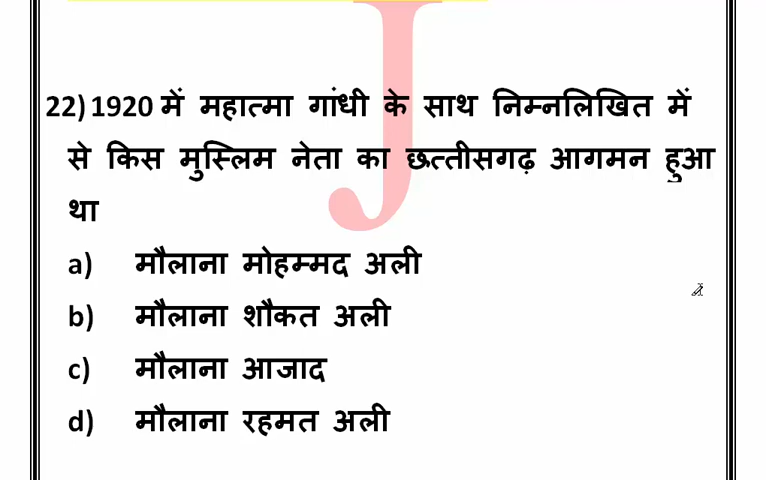 22) 1920 में महात्मा गांधी के साथ निम्नलिखित में
से किस मुस्लिम नेता का छत्तीसगढ़ आगमन हुआ
था
a) मौलाना मोहम्मद अली
b) मौलाना शौकत अली
c) मौलाना आजाद
d) मौलाना रहमत अली